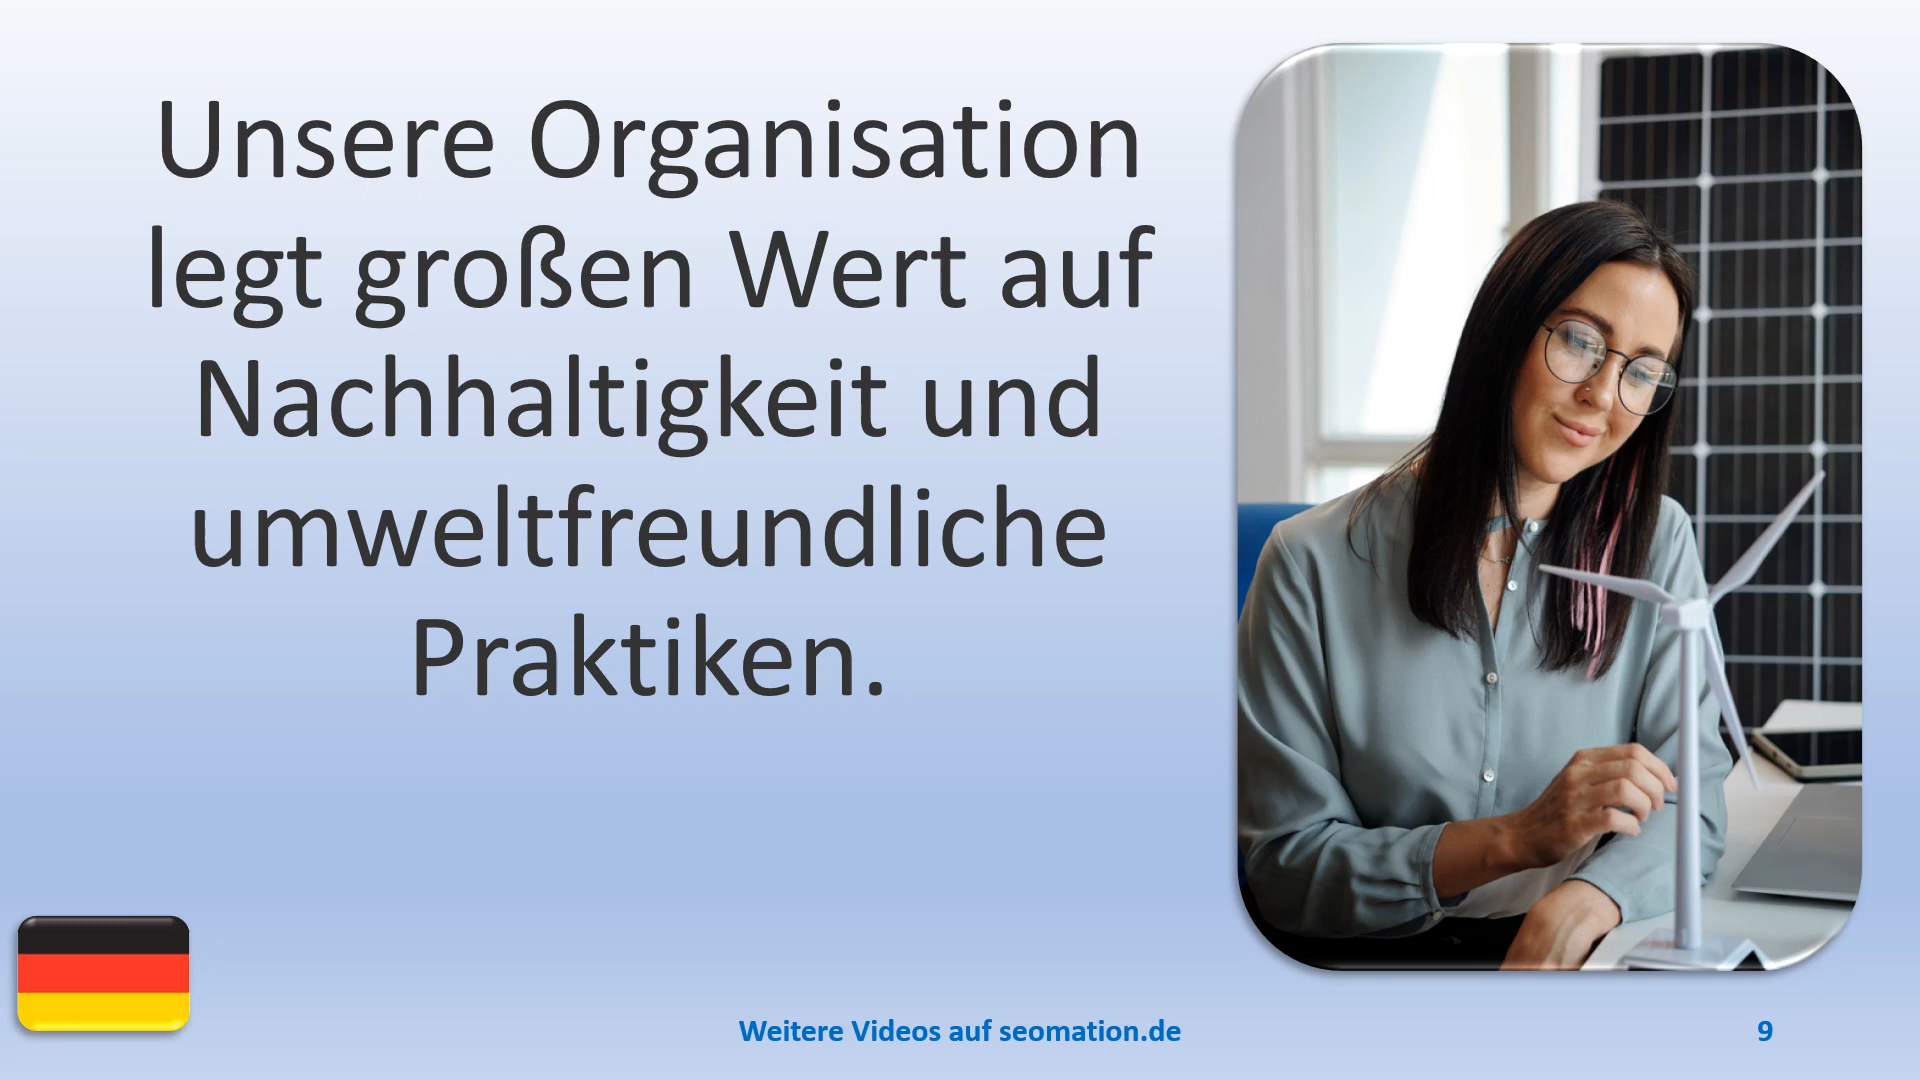 Unsere Organisation
legt großen Wert auf
Nachhaltigkeit und
umweltfreundliche
Praktiken.
Weitere Videos auf seomation.de
9